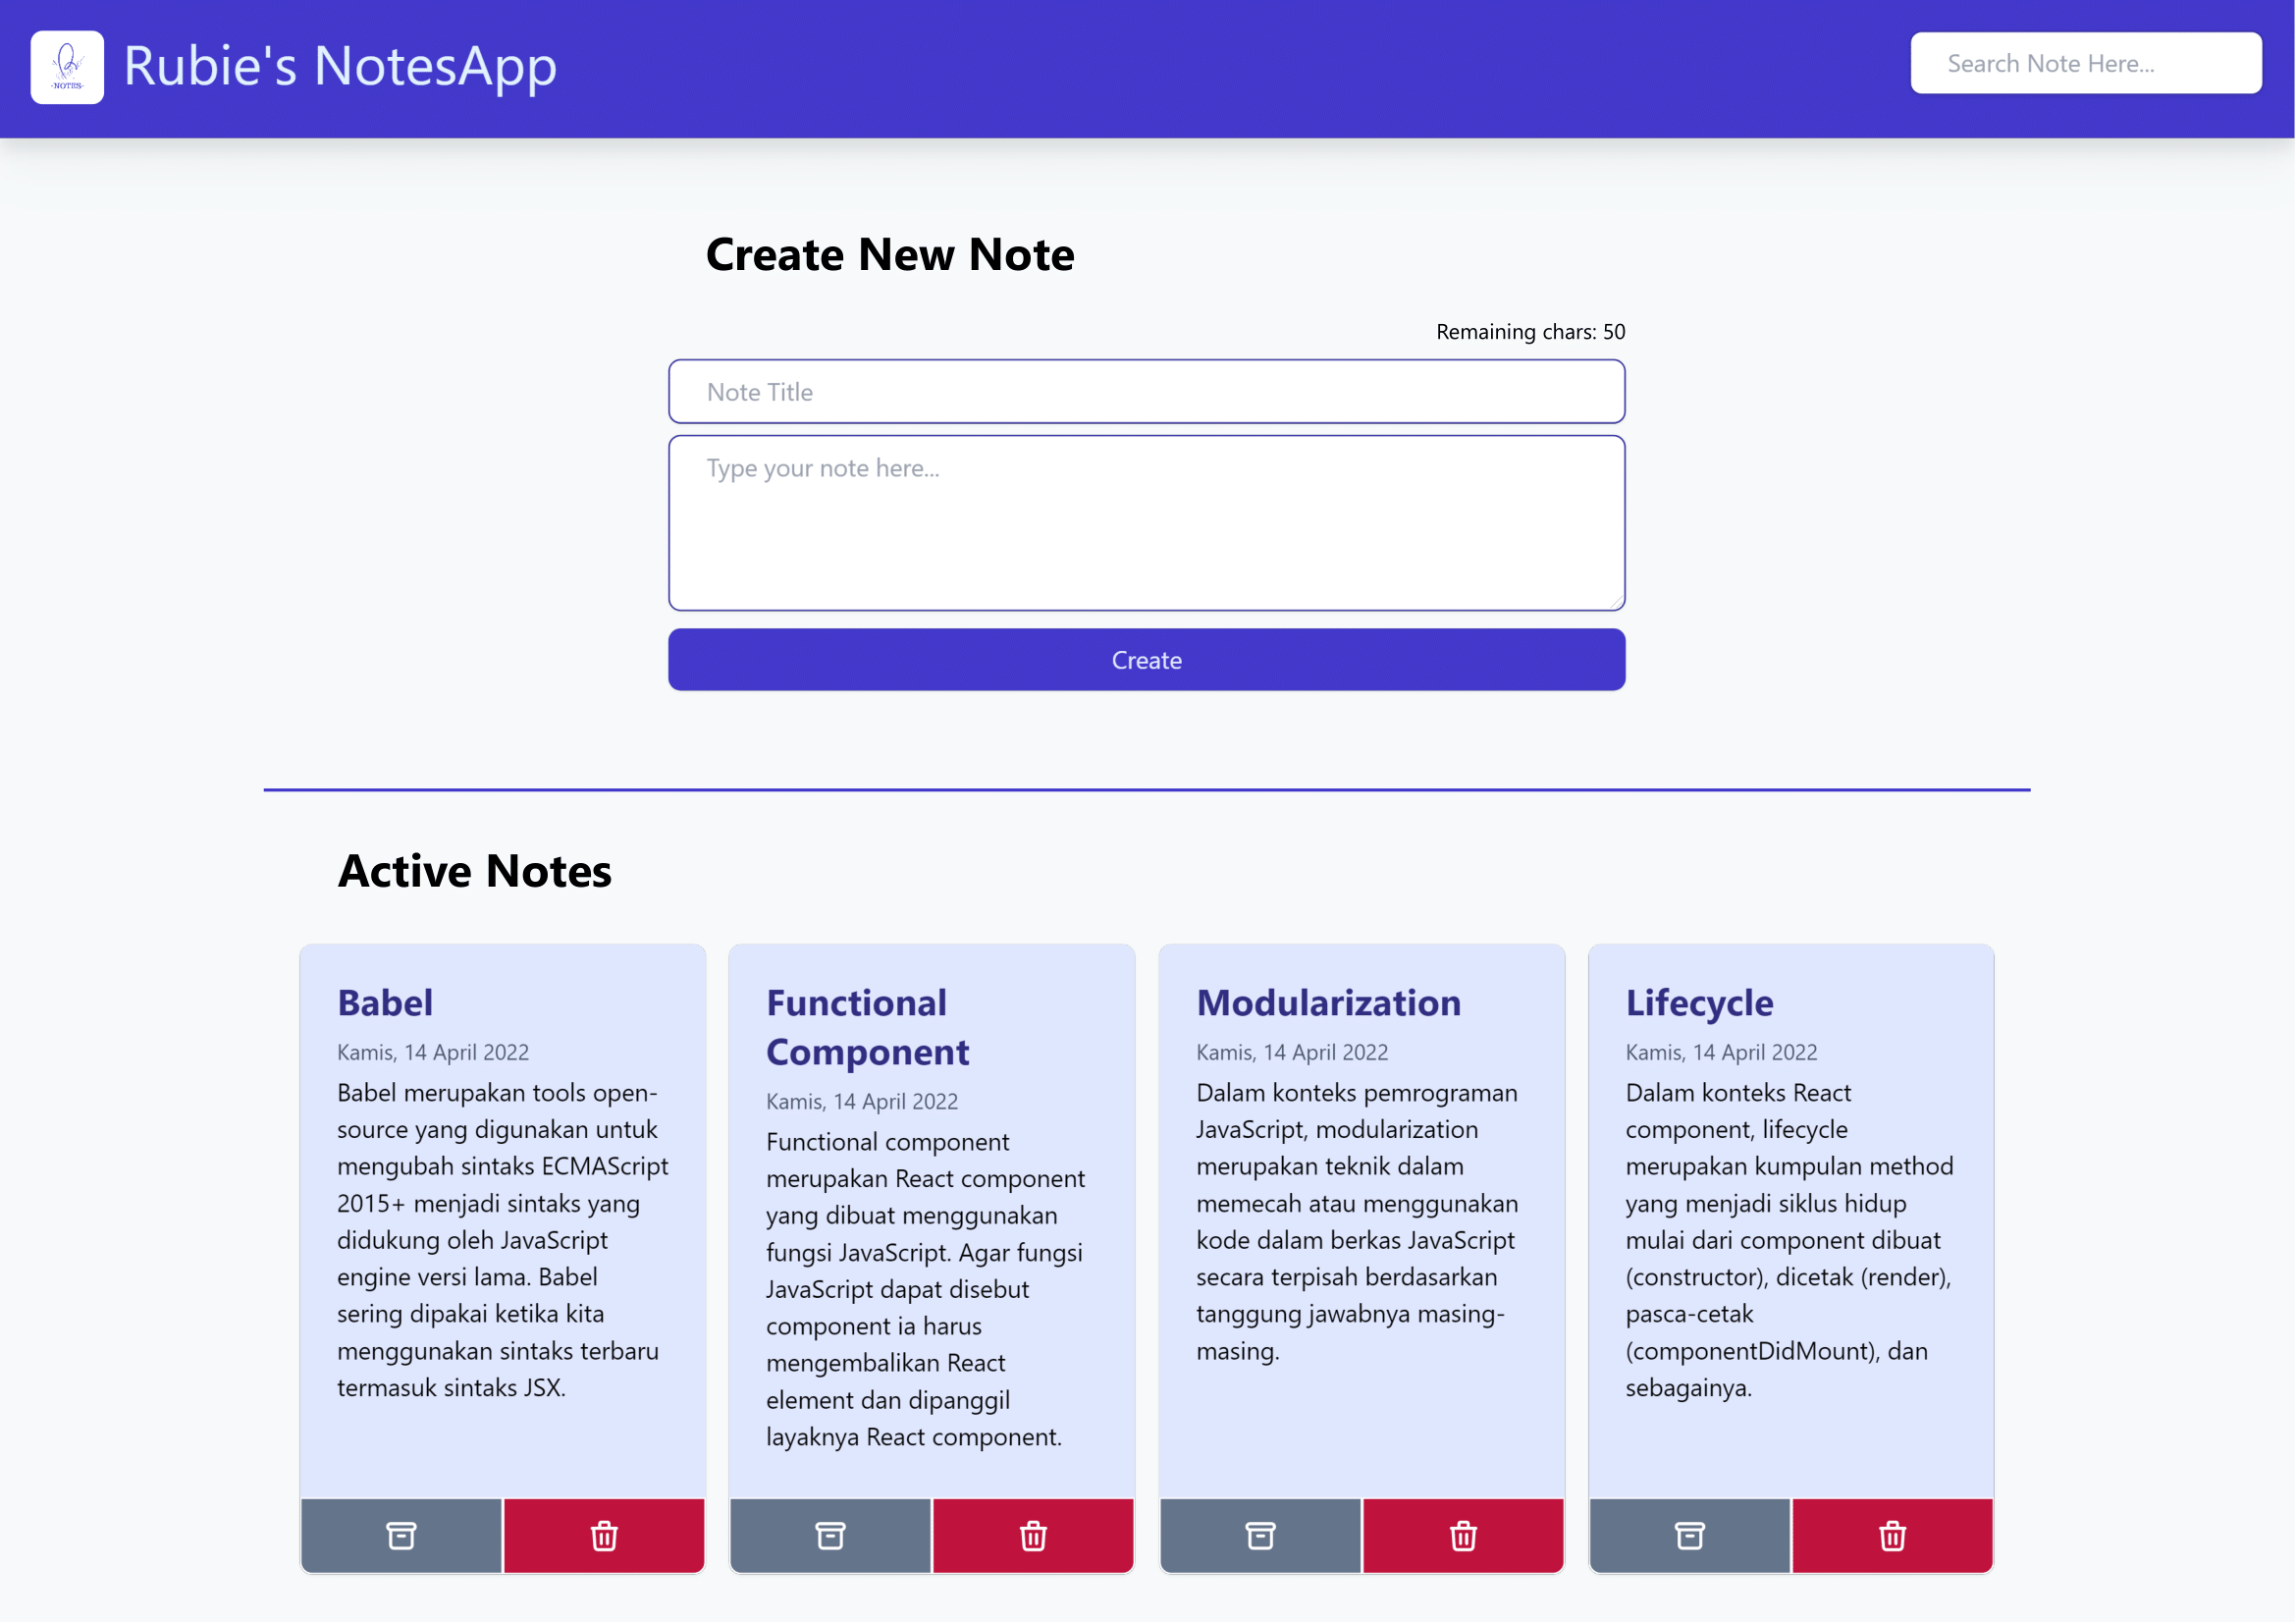 ·NOTES·
Rubie's NotesApp
Search Note Here...
Create New Note
Remaining chars: 50
Note Title
Type your note here...
Create
Active Notes
Babel
Kamis, 14 April 2022
Babel merupakan tools open-
source yang digunakan untuk
mengubah sintaks ECMAScript
2015+ menjadi sintaks yang
didukung oleh JavaScript
engine versi lama. Babel
sering dipakai ketika kita
menggunakan sintaks terbaru
termasuk sintaks JSX.
Functional
Component
Kamis, 14 April 2022
Functional component
merupakan React component
yang dibuat menggunakan
fungsi JavaScript. Agar fungsi
JavaScript dapat disebut
component ia harus
mengembalikan React
element dan dipanggil
layaknya React component.
Modularization
Kamis, 14 April 2022
Dalam konteks pemrograman
JavaScript, modularization
merupakan teknik dalam
memecah atau menggunakan
kode dalam berkas JavaScript
secara terpisah berdasarkan
tanggung jawabnya masing-
masing.
Lifecycle
Kamis, 14 April 2022
Dalam konteks React
component, lifecycle
merupakan kumpulan method
yang menjadi siklus hidup
mulai dari component dibuat
(constructor), dicetak (render),
pasca-cetak
(componentDidMount), dan
sebagainya.